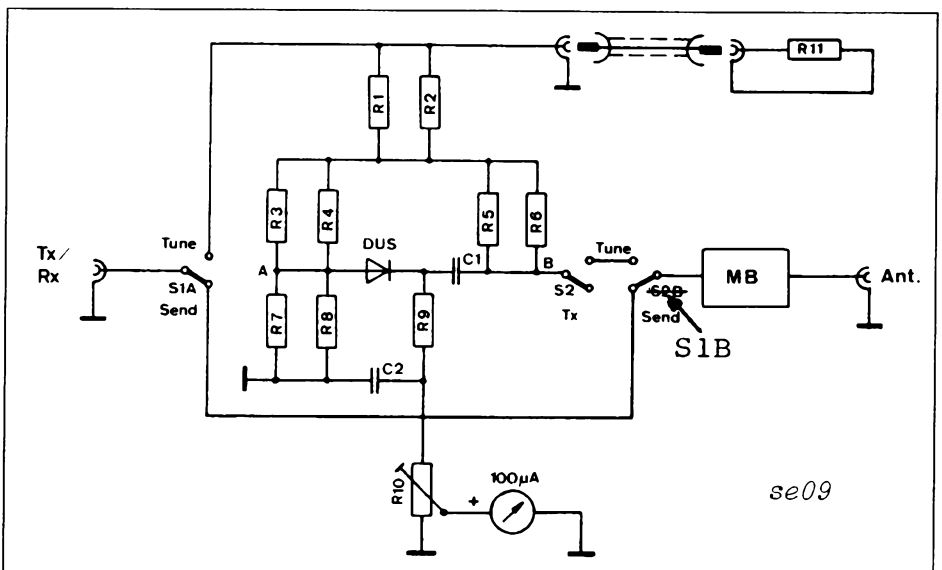 R11
R1
R2
R3
R4
R5
R6
Tx/
Rx
Tune
DUS
C1
B
Tune
A
S1A
S2
S2B
MB
Ant.
Send
R7
R8
R9
Tx
Send
S1B
C2
R10
100µA
+
se09